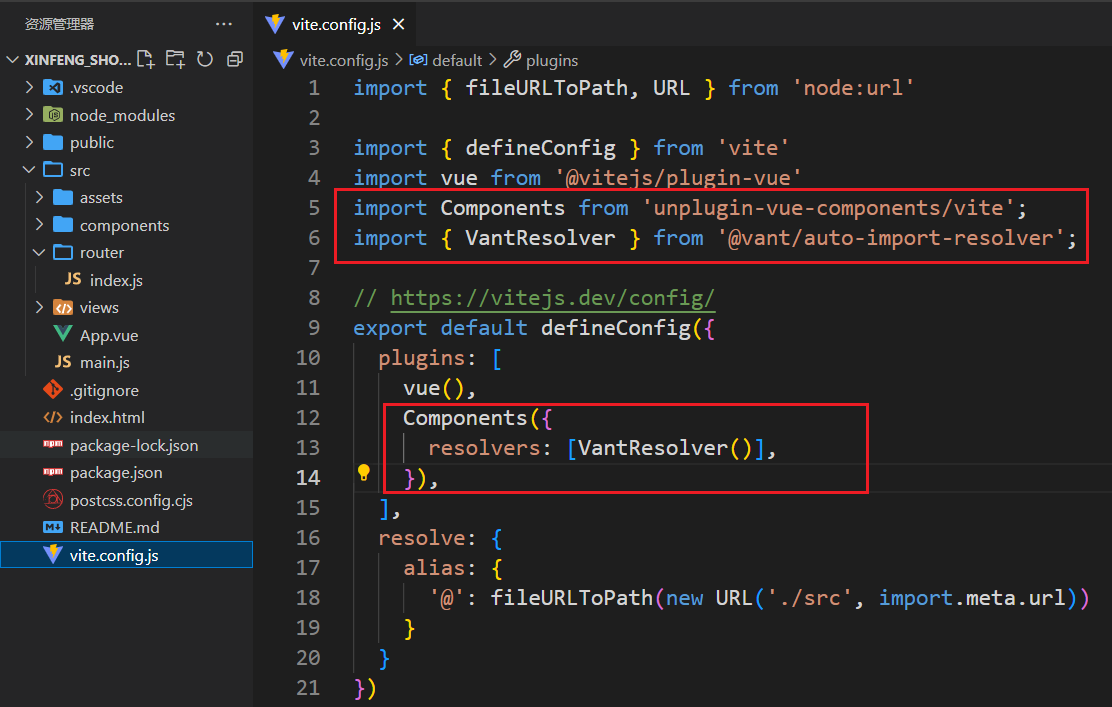 资源管理器 ···
XINFENG_SHO...
.vscode
node_modules
public
src
assets
components
router
JS index.js
views
App.vue
JS main.js
.gitignore
index.html
npm package-lock.json
npm package.json
postcss.config.cjs
M↓ README.md
vite.config.js
vite.config.js ×
vite.config.js > default > plugins
1 import { fileURLToPath, URL } from 'node:url'
2
3 import { defineConfig } from 'vite'
4 import vue from '@vitejs/plugin-vue'
5 import Components from 'unplugin-vue-components/vite';
6 import { VantResolver } from '@vant/auto-import-resolver';
7
8 // https://vitejs.dev/config/
9 export default defineConfig({
10 plugins: [
11 vue(),
12 Components({
13 resolvers: [VantResolver()],
14 }),
15 ],
16 resolve: {
17 alias: {
18 '@': fileURLToPath(new URL('./src', import.meta.url))
19 }
20 }
21 })